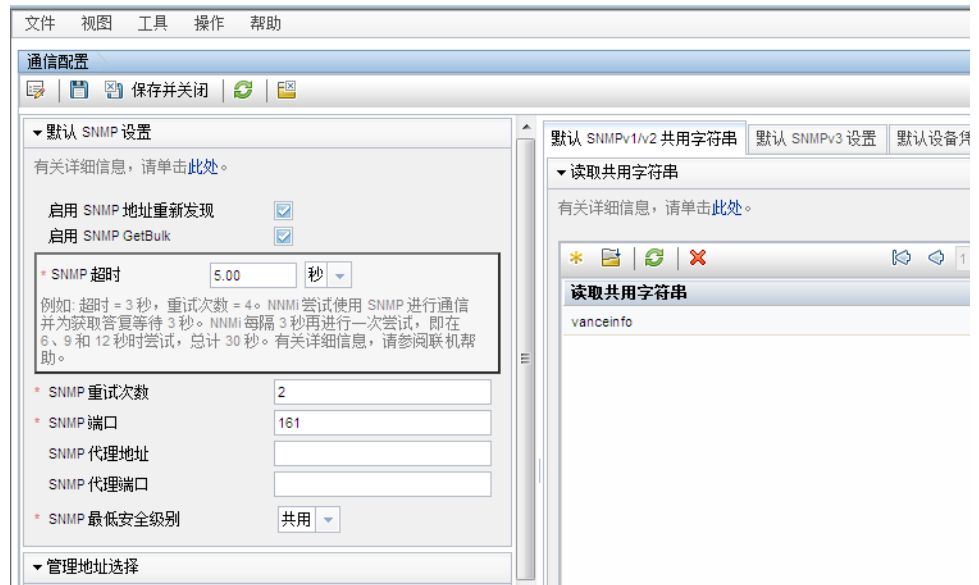 文件 视图 工具 操作 帮助
通信配置
保存并关闭
默认 SNMP 设置
有关详细信息，请单击此处。
启用 SNMP 地址重新发现
启用 SNMP GetBulk
* SNMP 超时 5.00 秒
例如: 超时 = 3 秒，重试次数 = 4。NNMi 尝试使用 SNMP 进行通信
并为获取答复等待 3 秒。NNMi 每隔 3 秒再进行一次尝试，即在
6、9 和 12 秒时尝试，总计 30 秒。有关详细信息，请参阅联机帮
助。
* SNMP 重试次数 2
* SNMP 端口 161
SNMP 代理地址
SNMP 代理端口
* SNMP 最低安全级别 共用
管理地址选择
默认 SNMPv1/v2 共用字符串 默认 SNMPv3 设置 默认设备凭
读取共用字符串
有关详细信息，请单击此处。
1
读取共用字符串
vanceinfo